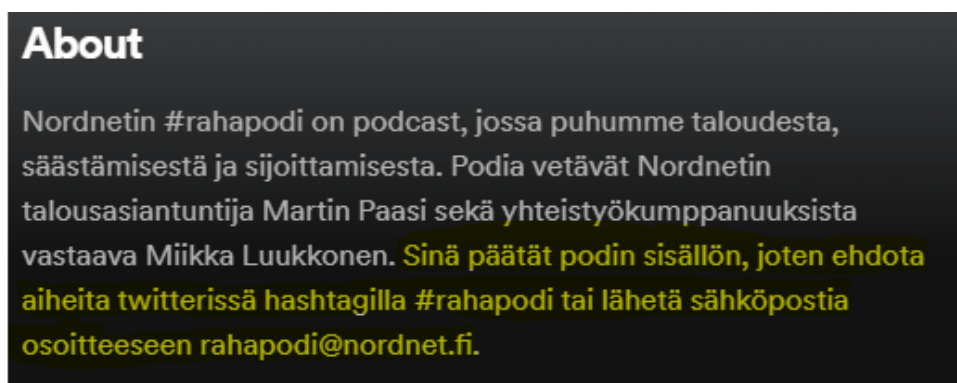 About
Nordnetin #rahapodi on podcast, jossa puhumme taloudesta,
säästämisestä ja sijoittamisesta. Podia vetävät Nordnetin
talousasiantuntija Martin Paasi sekä yhteistyökumppanuuksista
vastaava Miikka Luukkonen. Sinä päätät podin sisällön, joten ehdota
aiheita twitterissä hashtagilla #rahapodi tai lähetä sähköpostia
osoitteeseen rahapodi@nordnet.fi.